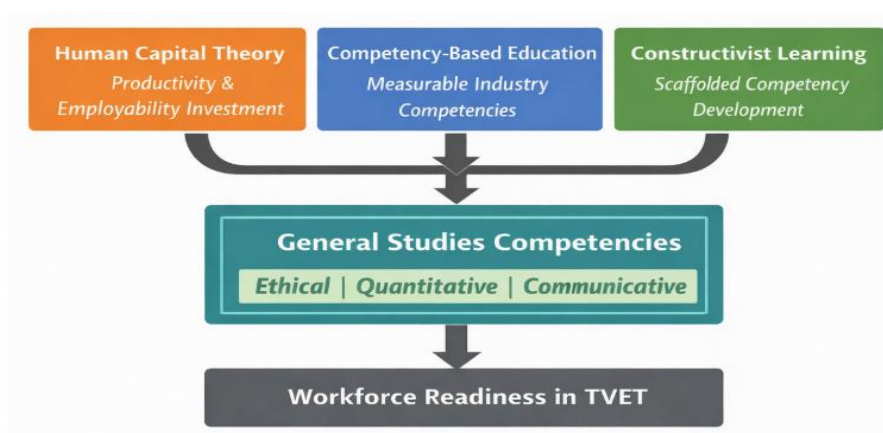 Human Capital Theory
Productivity &
Employability Investment
Competency-Based Education
Measurable Industry
Competencies
Constructivist Learning
Scaffolded Competency
Development
General Studies Competencies
Ethical | Quantitative | Communicative
Workforce Readiness in TVET